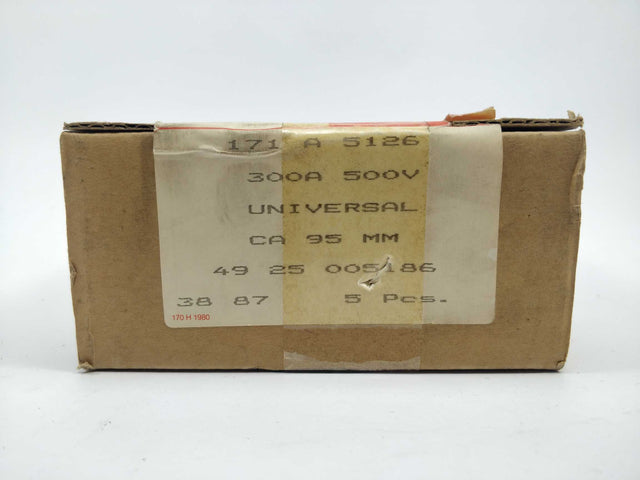 171 A 5126
300A 500V
UNIVERSAL
CA 95 MM
49 25 005186
38 87 5 Pcs.
170 H 1980